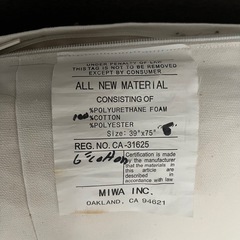 UNDER PENALTY OF LAW
THIS TAG IS NOT TO BE REMOVED
EXCEPT BY CONSUMER
ALL NEW MATERIAL
CONSISTING OF
%POLYURETHANE FOAM
100%COTTON
%POLYESTER
Size: 39"x75"
REG. NO. CA-31625
6" cotton
Certification is made
by the manufacturer
that the materials in
this article are
described in
accordance with law.
MIWA INC.
OAKLAND, CA 94621